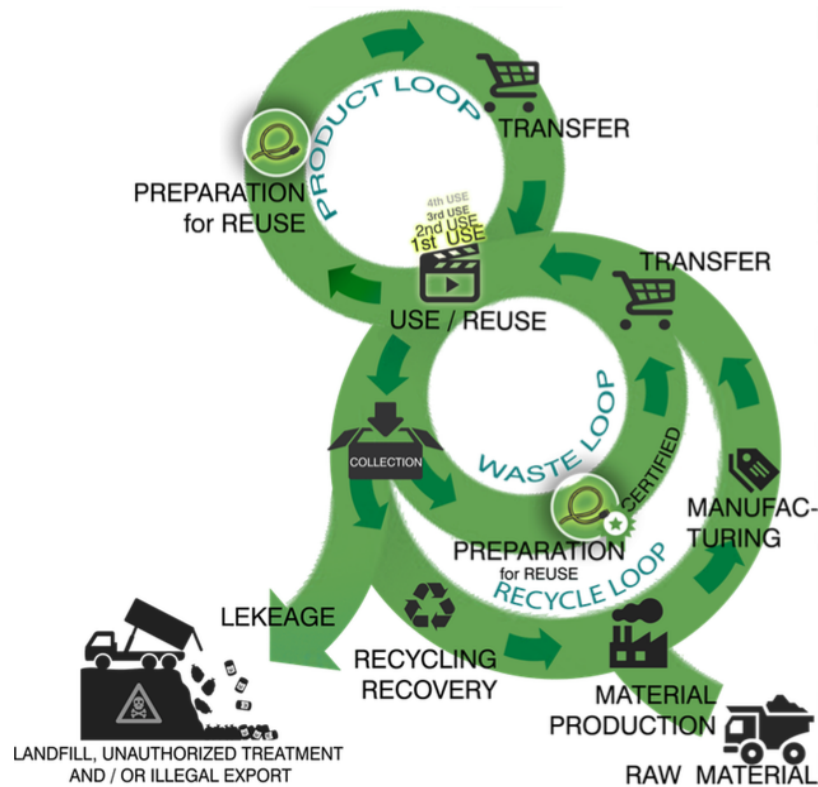 PRODUCT LOOP
TRANSFER
PREPARATION
for REUSE
4th USE
3rd USE
2nd USE
1st USE
USE / REUSE
TRANSFER
COLLECTION
WASTE LOOP
CERTIFIED
MANUFAC-
TURING
PREPARATION
for REUSE
RECYCLE LOOP
LEKEAGE
RECYCLING
RECOVERY
MATERIAL
PRODUCTION
LANDFILL, UNAUTHORIZED TREATMENT
AND / OR ILLEGAL EXPORT
RAW MATERIAL